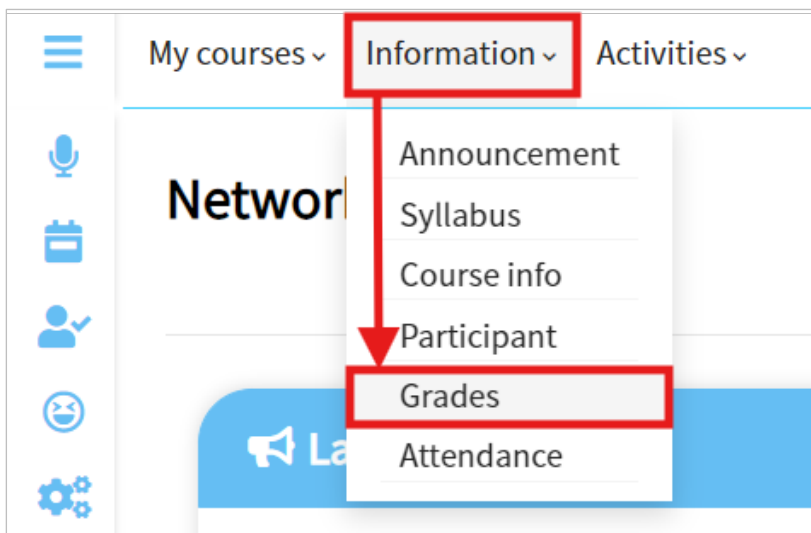 My courses Information Activities
Announcement
Networ
Syllabus
Course info
Participant
Grades
La
Attendance